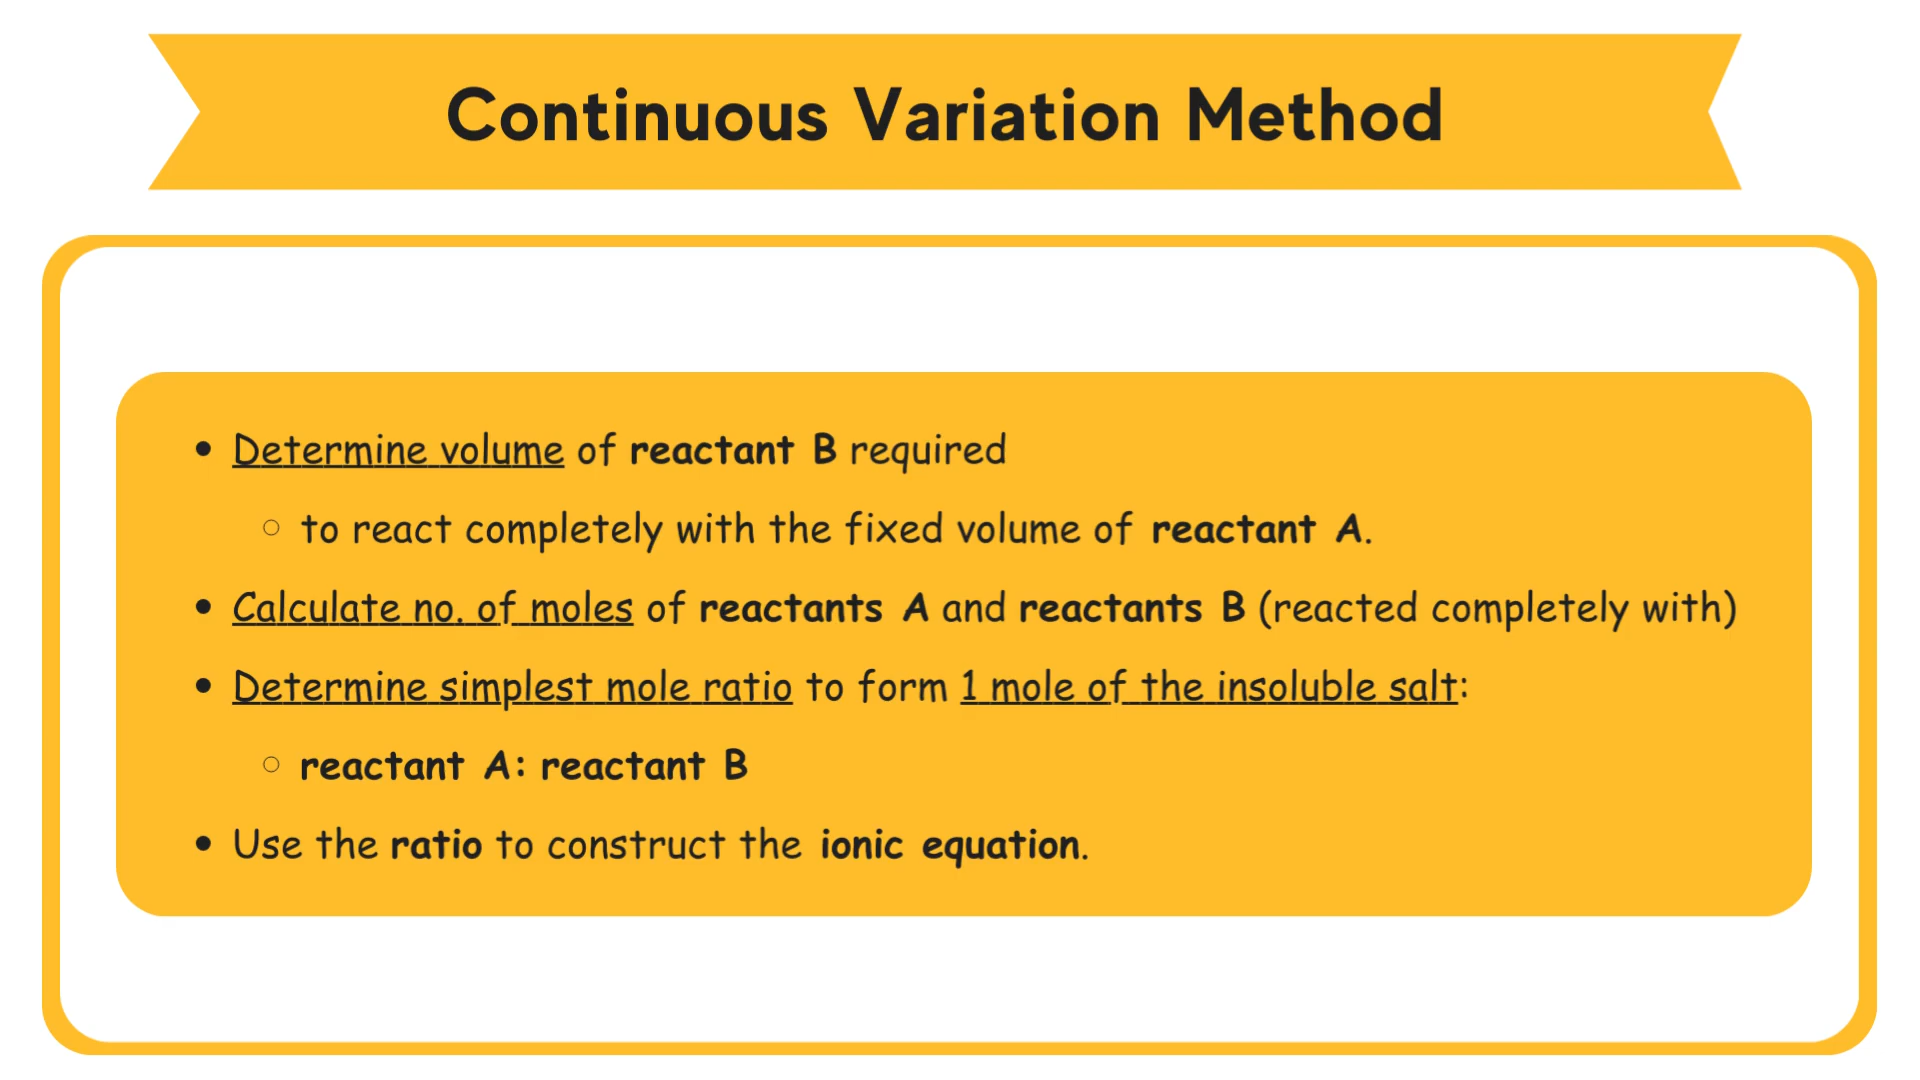 Continuous Variation Method
• Determine volume of reactant B required
○ to react completely with the fixed volume of reactant A.
• Calculate no. of moles of reactants A and reactants B (reacted completely with)
• Determine simplest mole ratio to form 1 mole of the insoluble salt:
○ reactant A: reactant B
• Use the ratio to construct the ionic equation.